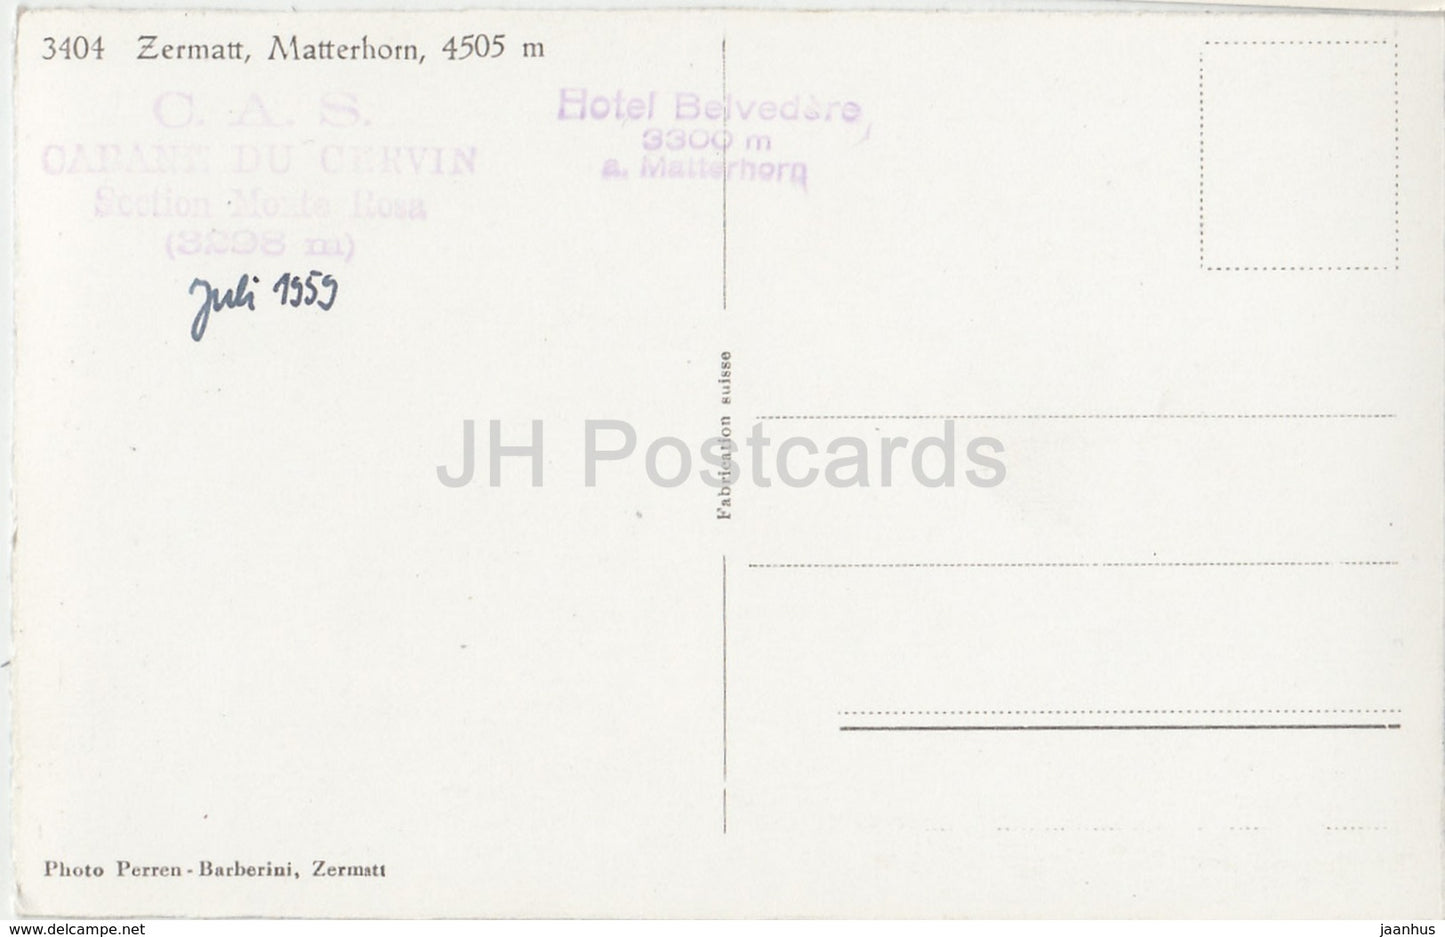 3404 Zermatt, Matterhorn, 4505 m
C. A. S.
CABANE DU CERVIN
Section Monte Rosa
(3298 m)
Juli 1959
Hotel Belvedère
3300 m
a. Matterhorn
Fabrication suisse
JH Postcards
Photo Perren-Barberini, Zermatt
www.delcampe.net
jaanhus